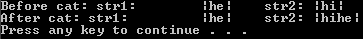 Before cat: str1: |he| str2: |hi|
After cat: str1: |he| str2: |hihe|
Press any key to continue . . .